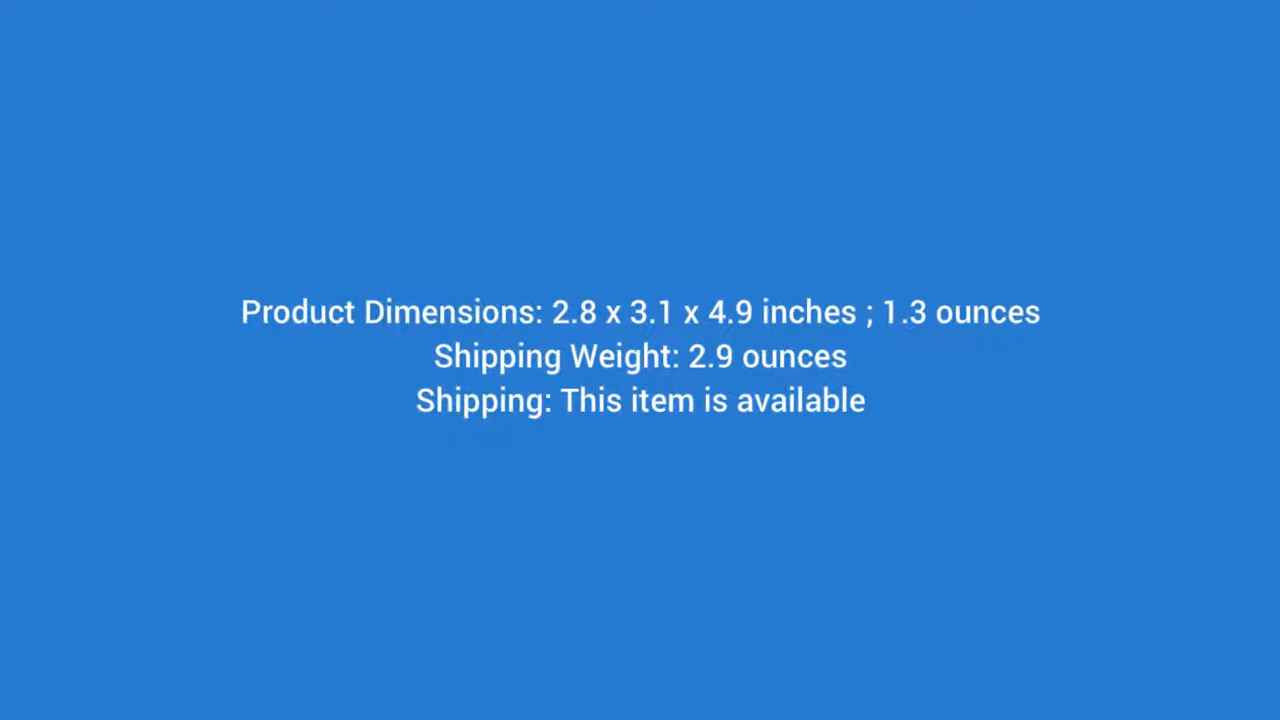 Product Dimensions: 2.8 x 3.1 x 4.9 inches ; 1.3 ounces
Shipping Weight: 2.9 ounces
Shipping: This item is available